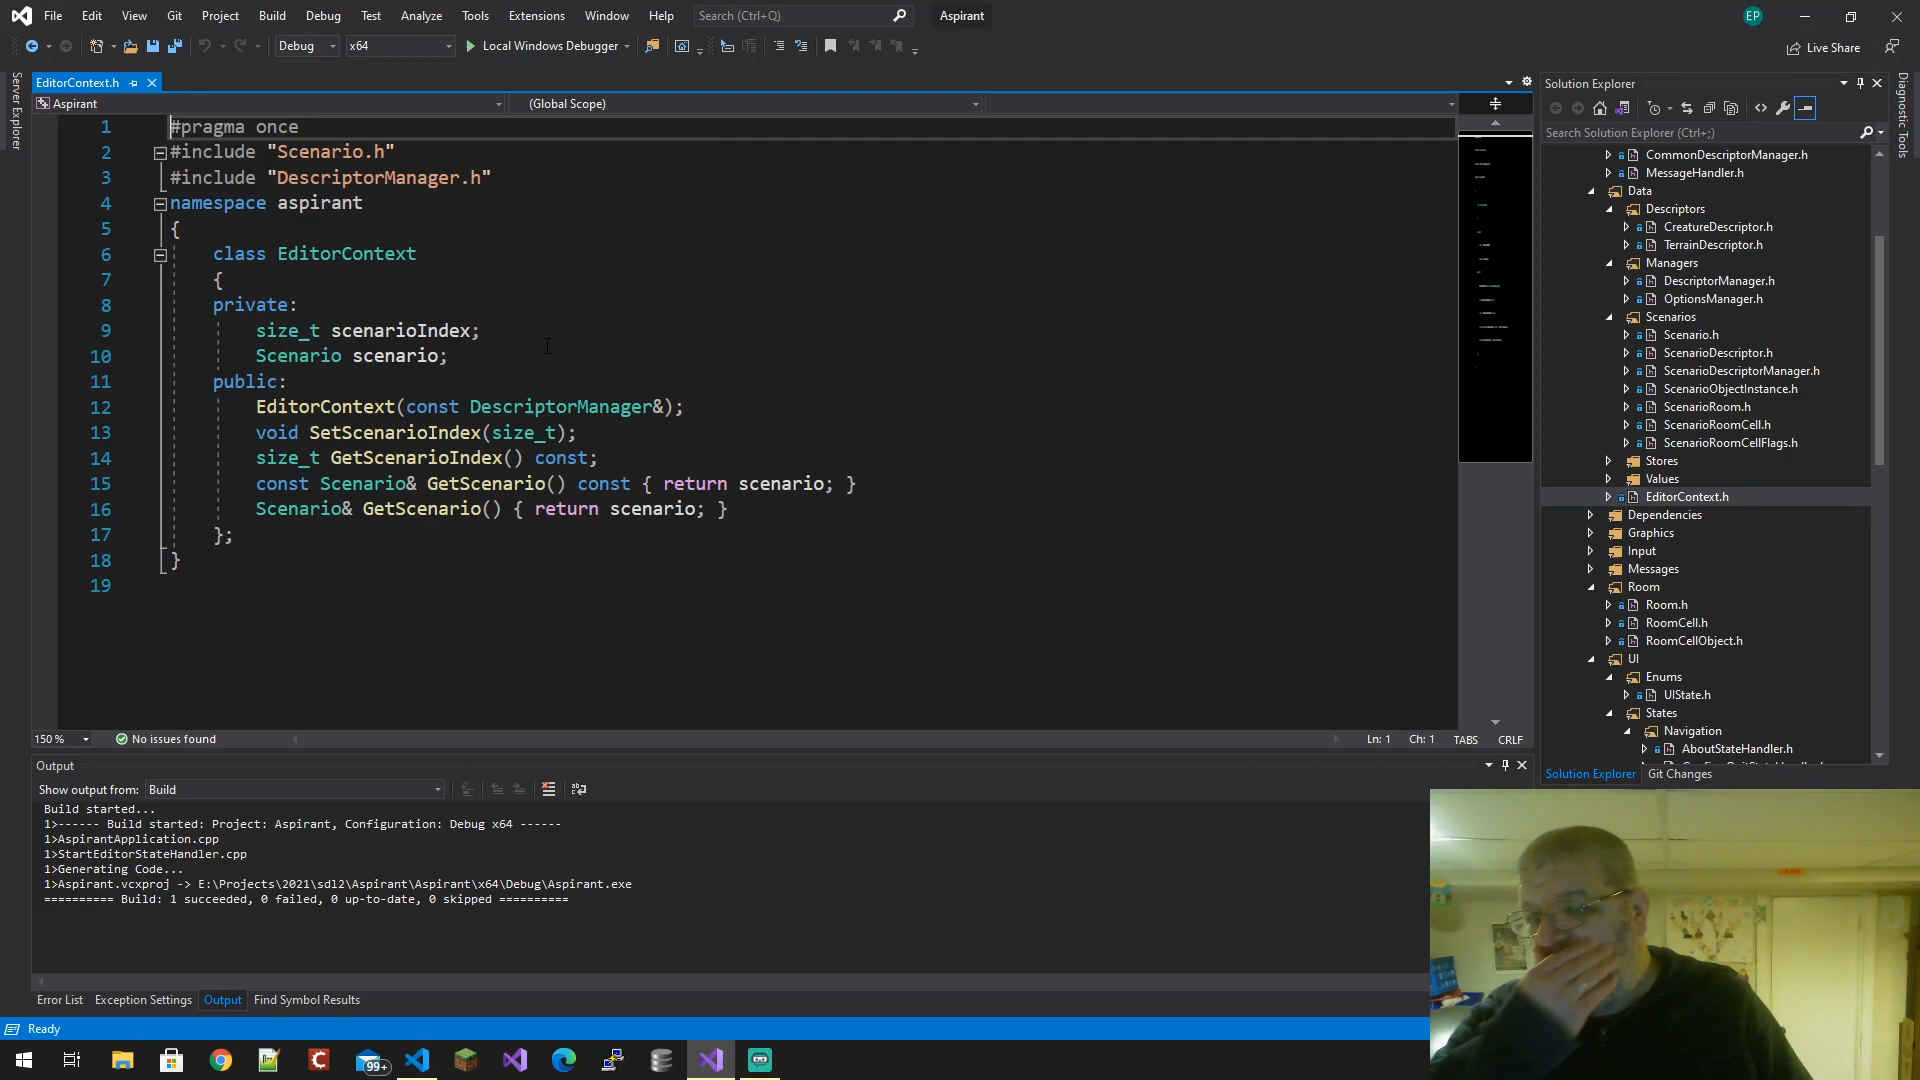 File Edit View Git Project Build Debug Test Analyze Tools Extensions Window Help Search (Ctrl+Q) Aspirant EP
Debug x64 Local Windows Debugger Live Share
Server Explorer
EditorContext.h
Aspirant (Global Scope)
1 #pragma once
2 #include "Scenario.h"
3 #include "DescriptorManager.h"
4 namespace aspirant
5 {
6 class EditorContext
7 {
8 private:
9 size_t scenarioIndex;
10 Scenario scenario;
11 public:
12 EditorContext(const DescriptorManager&);
13 void SetScenarioIndex(size_t);
14 size_t GetScenarioIndex() const;
15 const Scenario& GetScenario() const { return scenario; }
16 Scenario& GetScenario() { return scenario; }
17 };
18 }
19
150 % No issues found Ln: 1 Ch: 1 TABS CRLF
Output
Show output from: Build
Build started...
1>------ Build started: Project: Aspirant, Configuration: Debug x64 ------
1>AspirantApplication.cpp
1>StartEditorStateHandler.cpp
1>Generating Code...
1>Aspirant.vcxproj -> E:\Projects\2021\sdl2\Aspirant\Aspirant\x64\Debug\Aspirant.exe
========== Build: 1 succeeded, 0 failed, 0 up-to-date, 0 skipped ==========
Error List Exception Settings Output Find Symbol Results
Ready
99+
Solution Explorer
Search Solution Explorer (Ctrl+;)
CommonDescriptorManager.h
MessageHandler.h
Data
Descriptors
CreatureDescriptor.h
TerrainDescriptor.h
Managers
DescriptorManager.h
OptionsManager.h
Scenarios
Scenario.h
ScenarioDescriptor.h
ScenarioDescriptorManager.h
ScenarioObjectInstance.h
ScenarioRoom.h
ScenarioRoomCell.h
ScenarioRoomCellFlags.h
Stores
Values
EditorContext.h
Dependencies
Graphics
Input
Messages
Room
Room.h
RoomCell.h
RoomCellObject.h
UI
Enums
UIState.h
States
Navigation
AboutStateHandler.h
Solution Explorer Git Changes
Diagnostic Tools